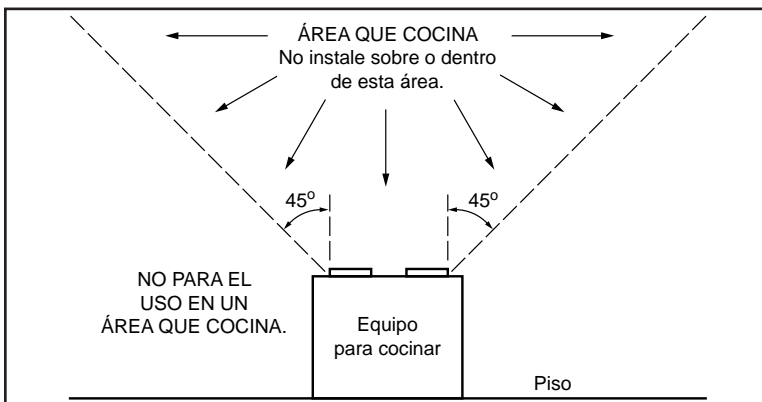 ÁREA QUE COCINA
No instale sobre o dentro
de esta área.
45º
45º
NO PARA EL
USO EN UN
ÁREA QUE COCINA.
Equipo
para cocinar
Piso